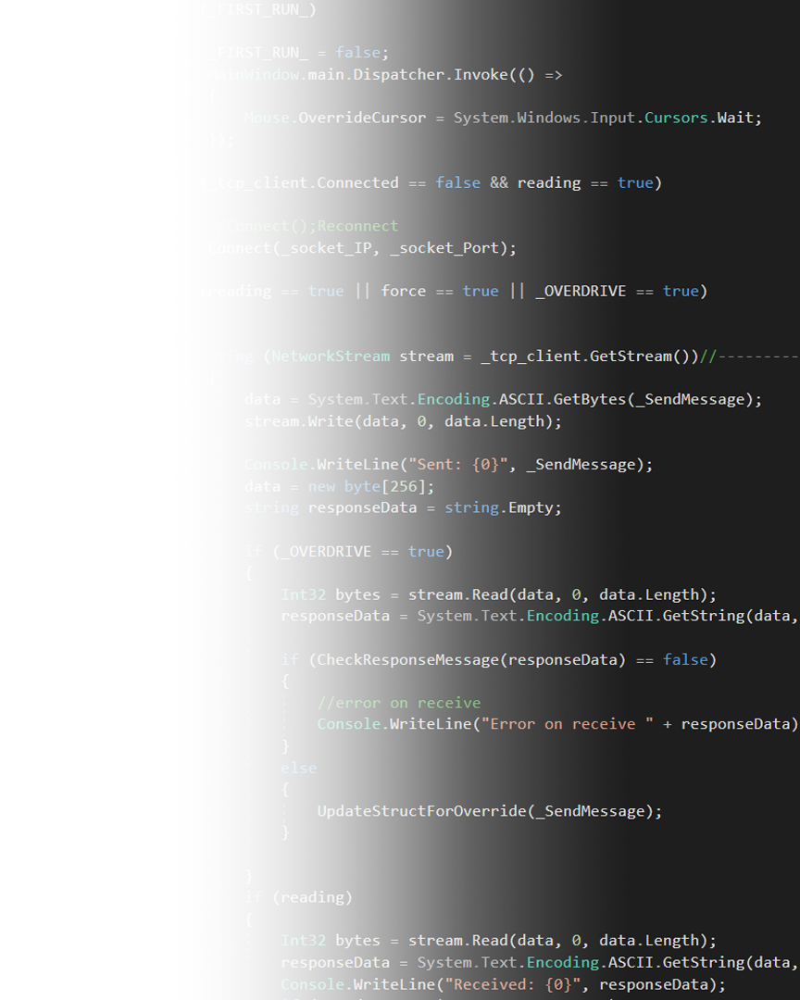 _FIRST_RUN_)
_FIRST_RUN_ = false;
Window.main.Dispatcher.Invoke(() =>
{
Mouse.OverrideCursor = System.Windows.Input.Cursors.Wait;
});
(_tcp_client.Connected == false && reading == true)
Connect();Reconnect
Connect(_socket_IP, _socket_Port);
(reading == true || force == true || _OVERDRIVE == true)
(NetworkStream stream = _tcp_client.GetStream())//---------
{
data = System.Text.Encoding.ASCII.GetBytes(_SendMessage);
stream.Write(data, 0, data.Length);
Console.WriteLine("Sent: {0}", _SendMessage);
data = new byte[256];
string responseData = string.Empty;
if (_OVERDRIVE == true)
{
Int32 bytes = stream.Read(data, 0, data.Length);
responseData = System.Text.Encoding.ASCII.GetString(data,
if (CheckResponseMessage(responseData) == false)
{
//error on receive
Console.WriteLine("Error on receive " + responseData)
}
else
{
UpdateStructForOverride(_SendMessage);
}
}
if (reading)
{
Int32 bytes = stream.Read(data, 0, data.Length);
responseData = System.Text.Encoding.ASCII.GetString(data,
Console.WriteLine("Received: {0}", responseData);